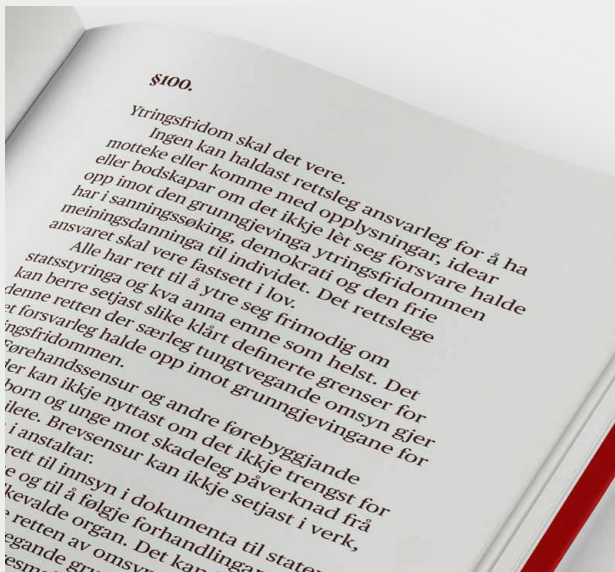 §100.
Ytringsfridom skal det vere.
Ingen kan haldast rettsleg ansvarleg for å ha
motteke eller komme med opplysningar, idear
eller bodskapar om det ikkje lèt seg forsvare halde
opp imot den grunngjevinga ytringsfridommen
har i sanningssøking, demokrati og den frie
meiningsdanninga til individet. Det rettslege
ansvaret skal vere fastsett i lov.
Alle har rett til å ytre seg frimodig om
statsstyringa og kva anna emne som helst. Det
kan berre setjast slike klårt definerte grenser for
denne retten der særleg tungtvegande omsyn gjer
forsvarleg halde opp imot grunngjevingane for
ingsfridommen.
førehandssensur og andre førebyggjande
kan ikkje nyttast om det ikkje trengst for
born og unge mot skadeleg påverknad frå
ilete. Brevsensur kan ikkje setjast i verk,
i anstaltar.
rett til innsyn i dokumenta til staten
og til å følgje forhandlingar
kevalde organ. Det kan
retten av omsyn